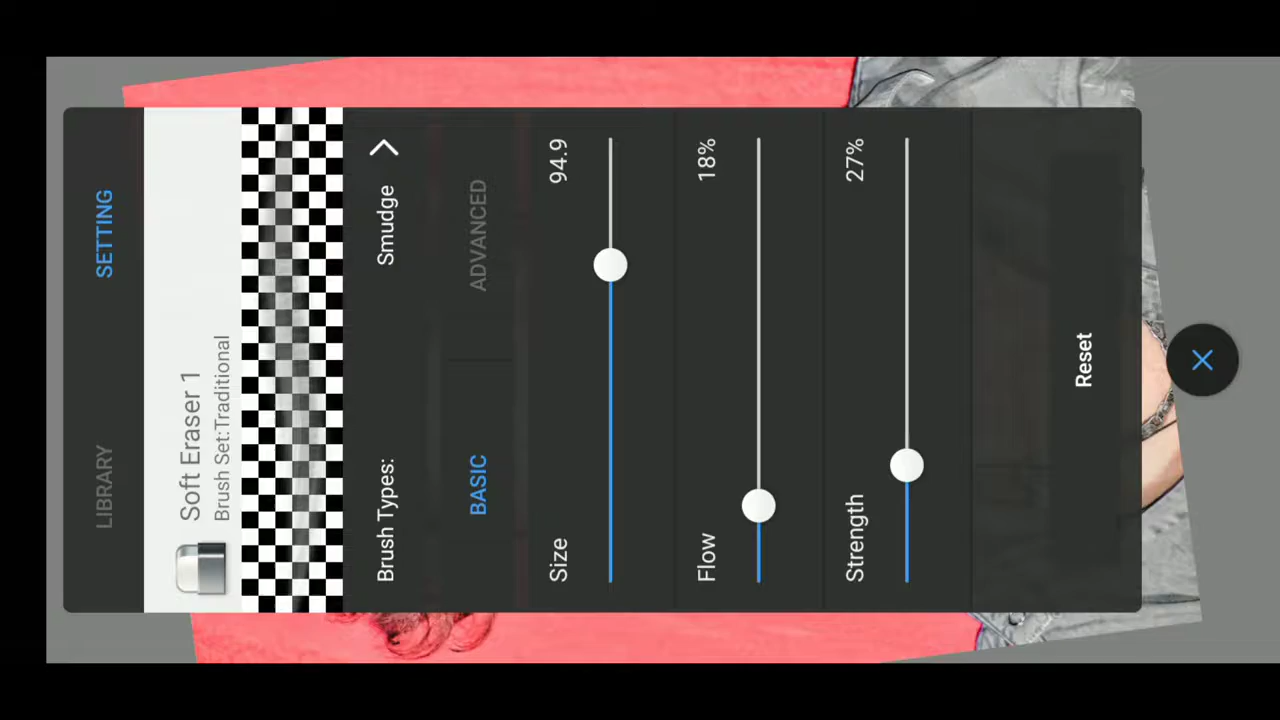 LIBRARY SETTING
Soft Eraser 1
Brush Set:Traditional
Brush Types: Smudge
BASIC ADVANCED
Size 94.9
Flow 18%
Strength 27%
Reset